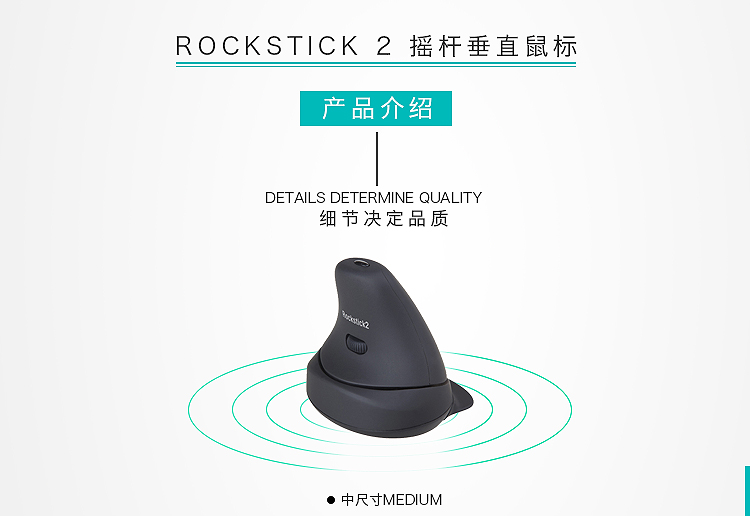 ROCKSTICK 2 摇杆垂直鼠标
产品介绍
DETAILS DETERMINE QUALITY
细节决定品质
Rockstick2
● 中尺寸MEDIUM